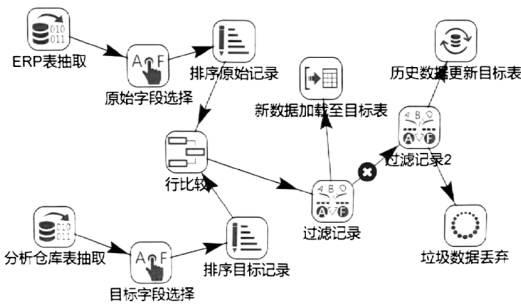 ERP表抽取
原始字段选择
排序原始记录
新数据加载至目标表
历史数据更新目标表
行比较
过滤记录
过滤记录2
分析仓库表抽取
目标字段选择
排序目标记录
垃圾数据丢弃